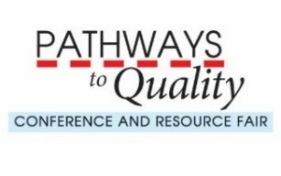 PATHWAYS
to Quality
CONFERENCE AND RESOURCE FAIR